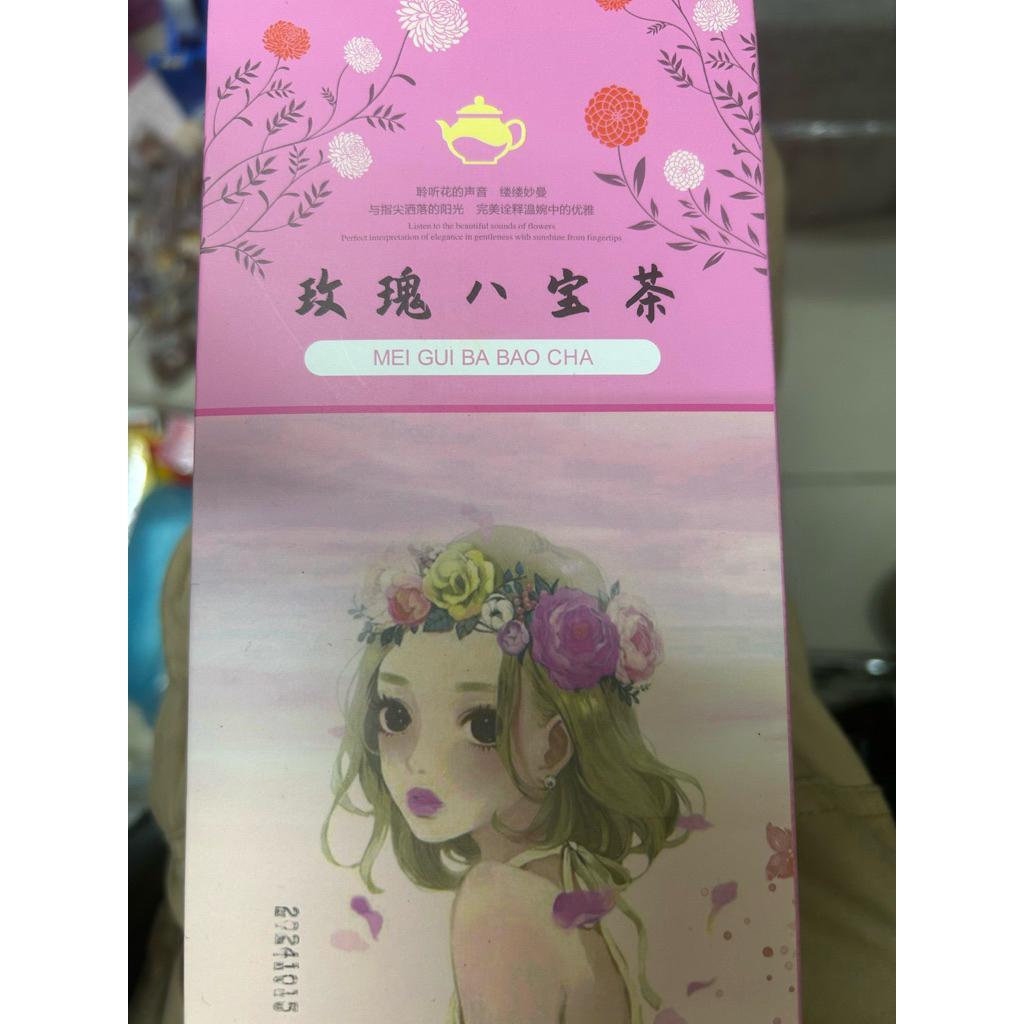 聆听花的声音 缕缕妙曼
与指尖洒落的阳光 完美诠释温婉中的优雅
Listen to the beautiful sounds of flowers
Perfect interpretation of elegance in gentleness with sunshine from fingertips
玫瑰八宝茶
MEI GUI BA BAO CHA
20241015